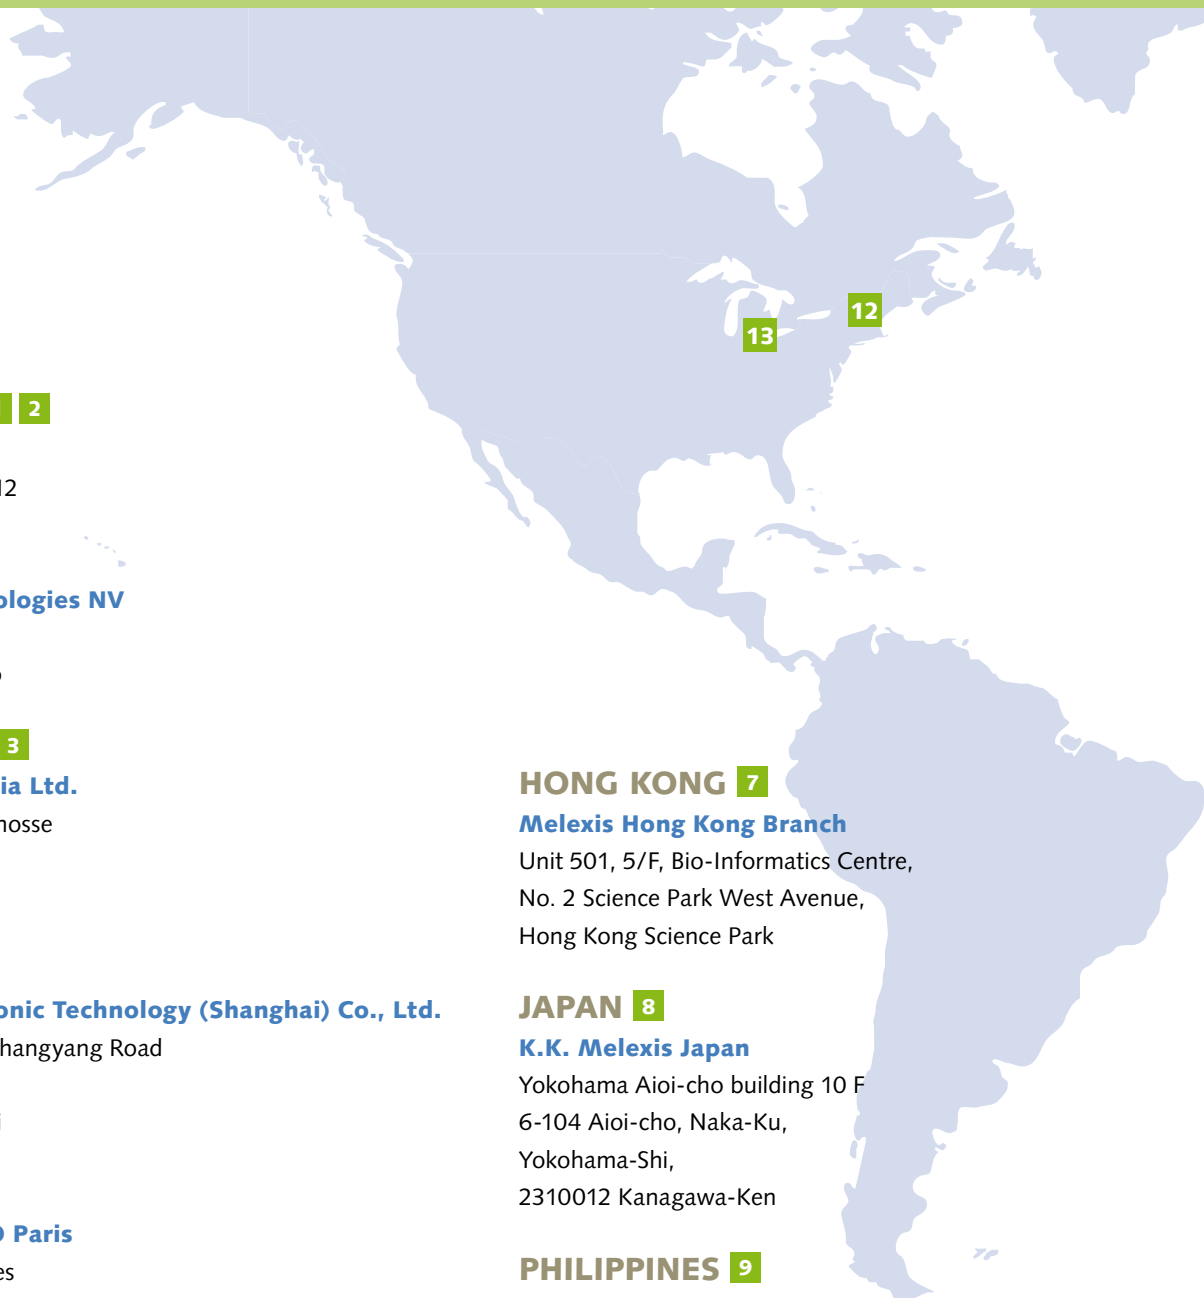 12
13
2
12
ologies NV
3
ia Ltd.
nosse
onic Technology (Shanghai) Co., Ltd.
hangyang Road
i
Paris
es
HONG KONG 7
Melexis Hong Kong Branch
Unit 501, 5/F, Bio-Informatics Centre,
No. 2 Science Park West Avenue,
Hong Kong Science Park
JAPAN 8
K.K. Melexis Japan
Yokohama Aioi-cho building 10 F
6-104 Aioi-cho, Naka-Ku,
Yokohama-Shi,
2310012 Kanagawa-Ken
PHILIPPINES 9